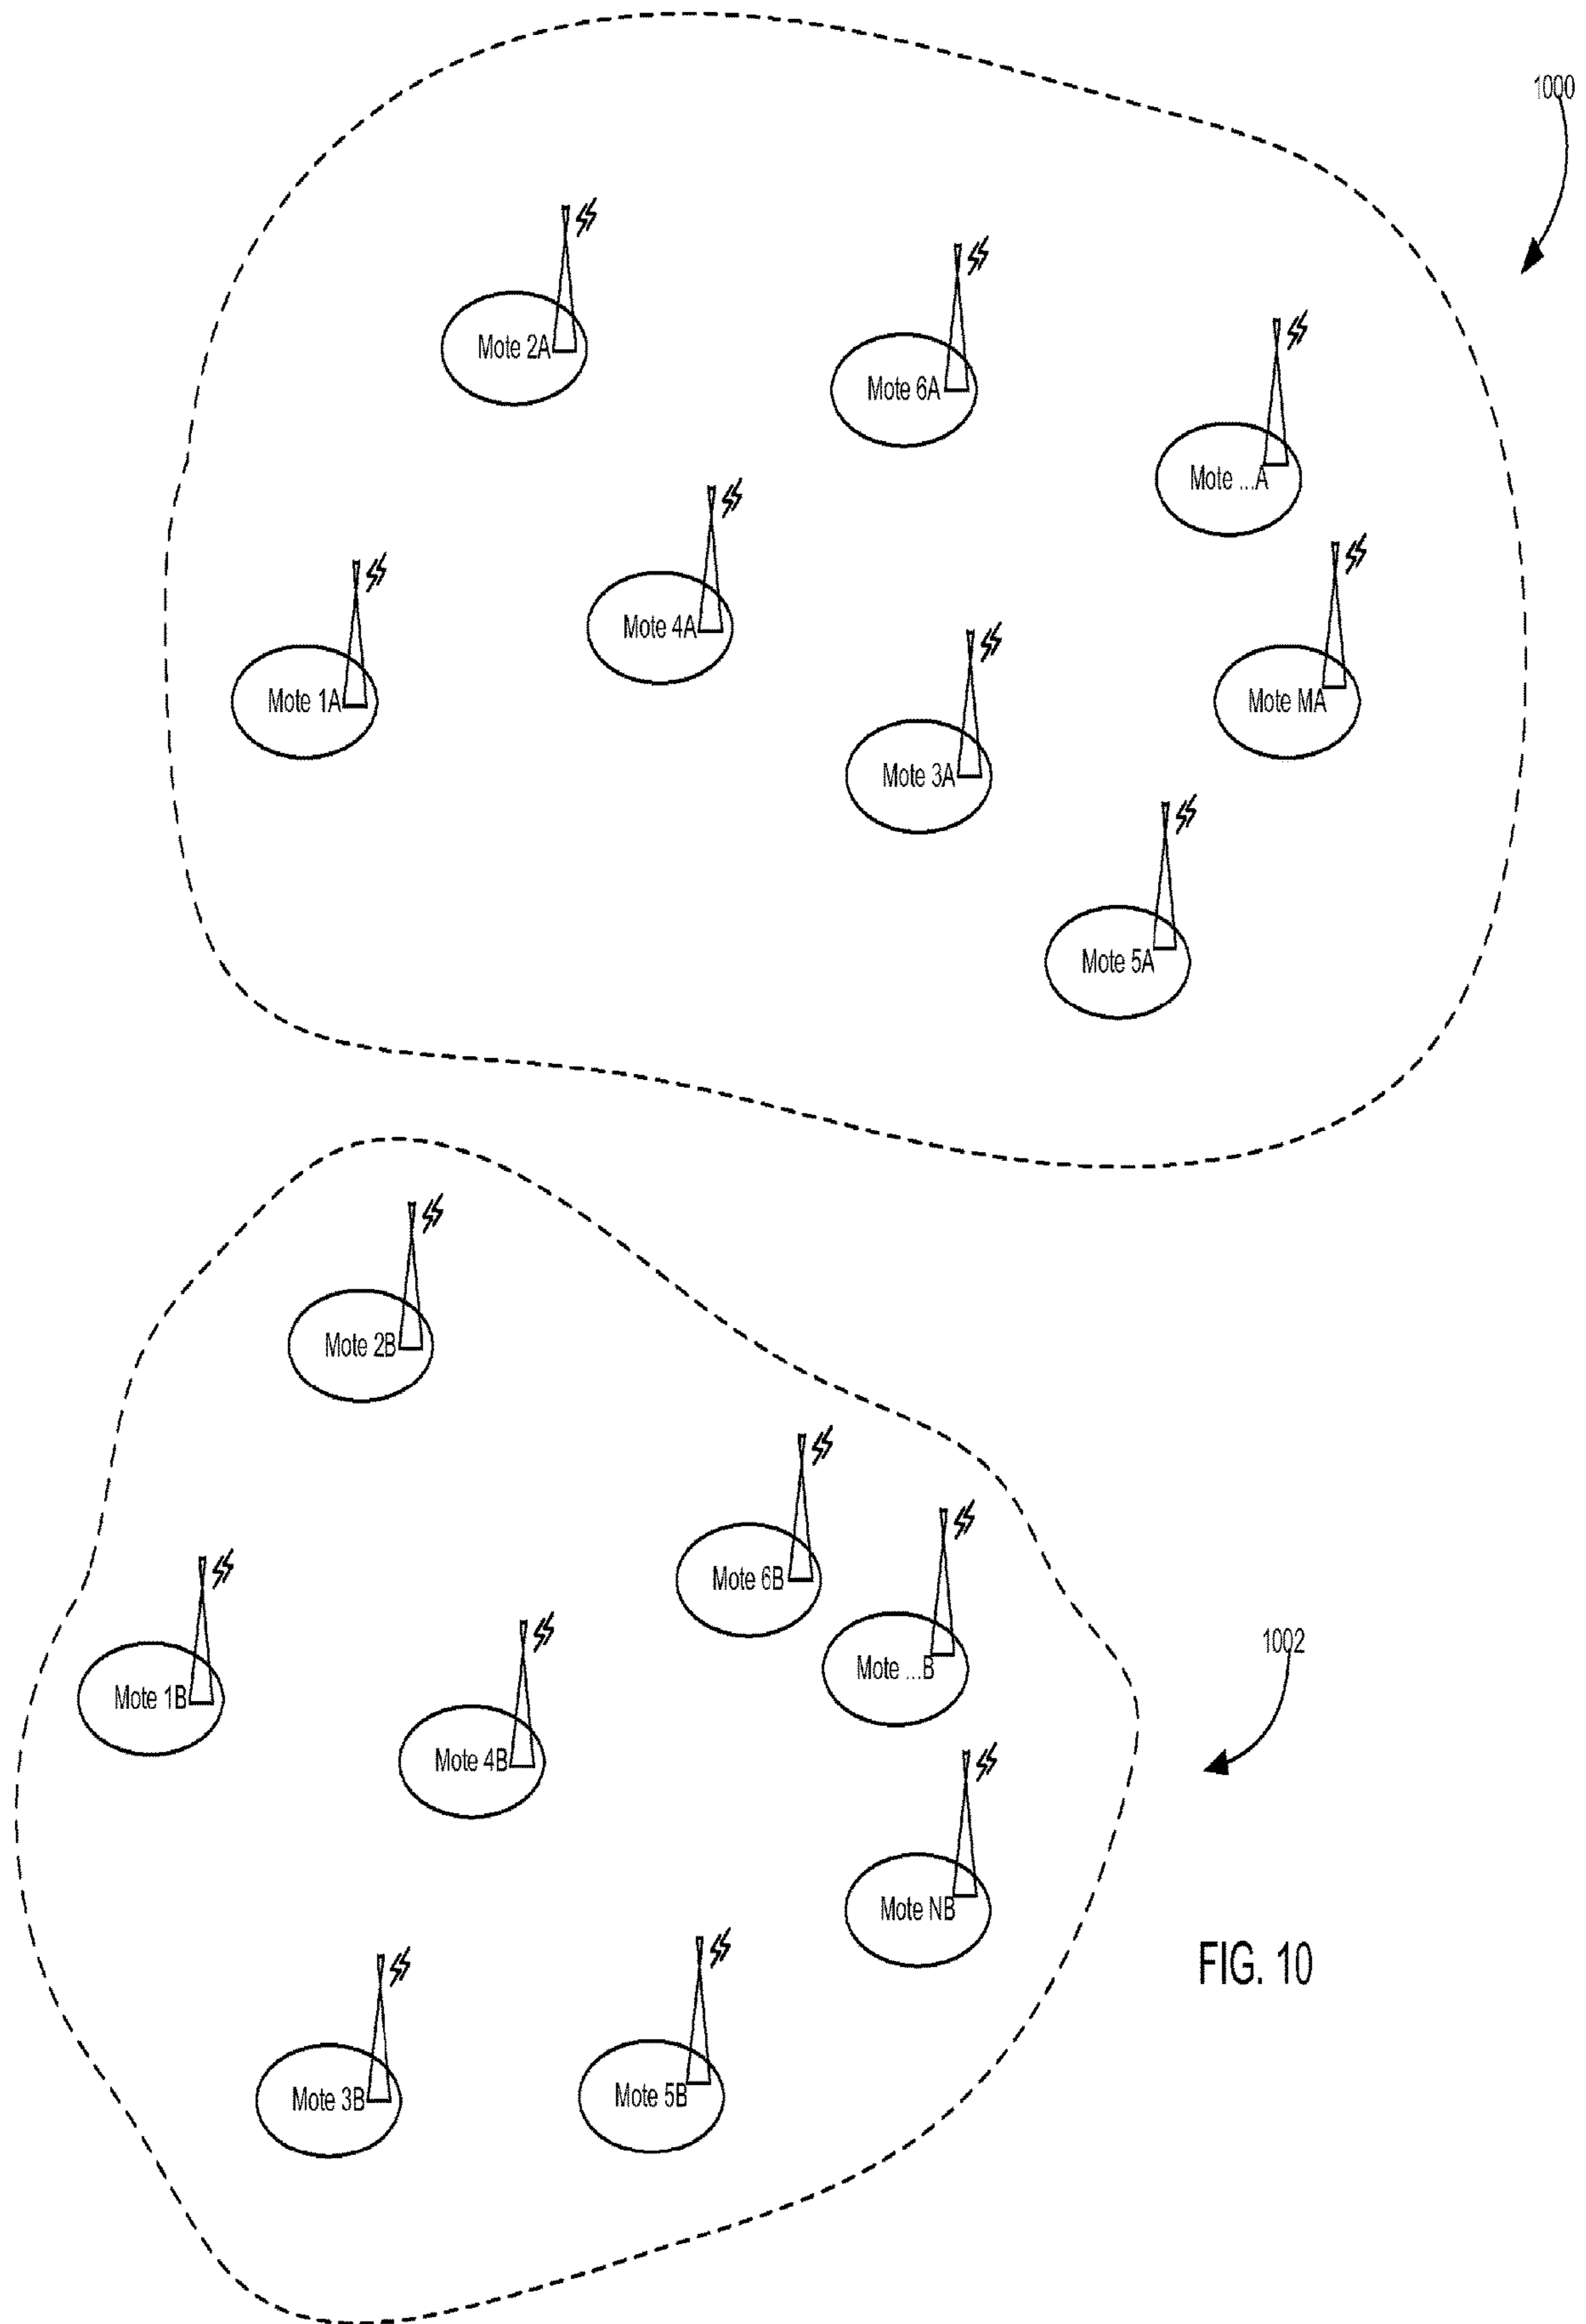 1000
Mote 2A
Mote 6A
Mote ...A
Mote 4A
Mote 1A
Mote MA
Mote 3A
Mote 5A
Mote 2B
Mote 6B
1002
Mote ...B
Mote 1B
Mote 4B
Mote NB
FIG. 10
Mote 3B
Mote 5B